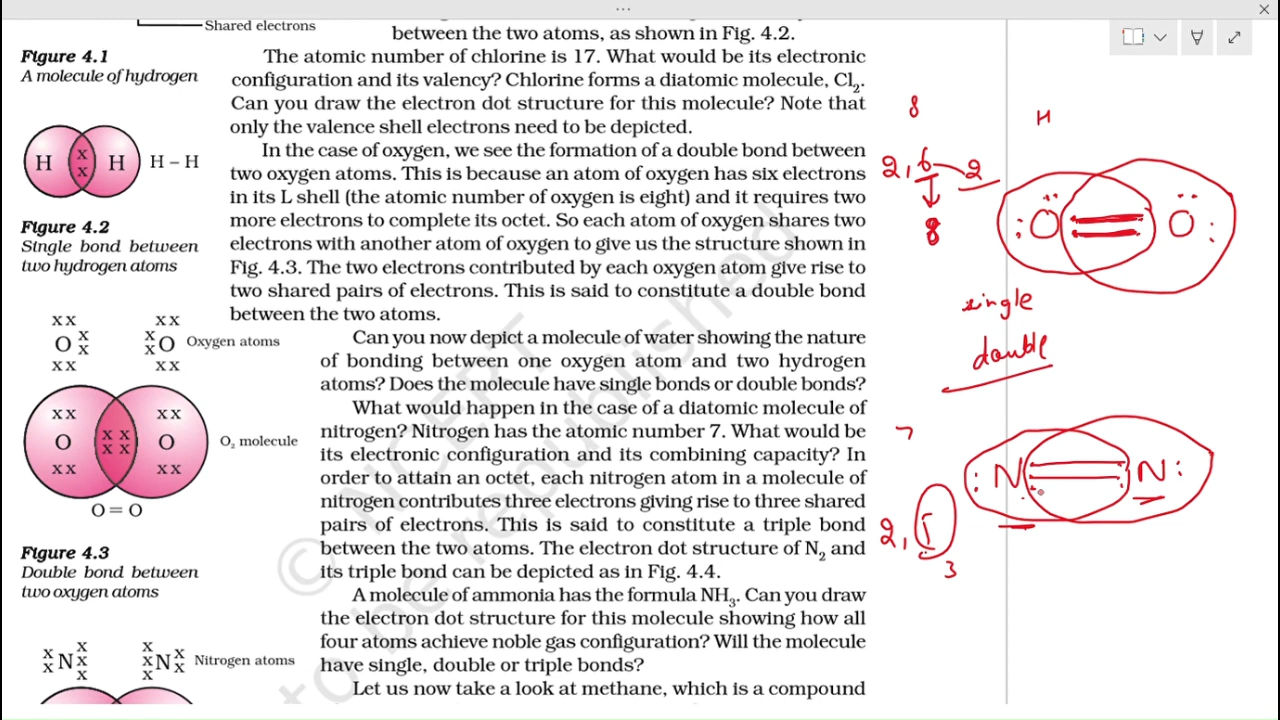 Shared electrons
between the two atoms, as shown in Fig. 4.2.
Figure 4.1
A molecule of hydrogen
The atomic number of chlorine is 17. What would be its electronic
configuration and its valency? Chlorine forms a diatomic molecule, Cl₂.
Can you draw the electron dot structure for this molecule? Note that
only the valence shell electrons need to be depicted.
H x x H H – H
In the case of oxygen, we see the formation of a double bond between
two oxygen atoms. This is because an atom of oxygen has six electrons
in its L shell (the atomic number of oxygen is eight) and it requires two
more electrons to complete its octet. So each atom of oxygen shares two
electrons with another atom of oxygen to give us the structure shown in
Fig. 4.3. The two electrons contributed by each oxygen atom give rise to
two shared pairs of electrons. This is said to constitute a double bond
between the two atoms.
Figure 4.2
Single bond between
two hydrogen atoms
Can you now depict a molecule of water showing the nature
of bonding between one oxygen atom and two hydrogen
atoms? Does the molecule have single bonds or double bonds?
What would happen in the case of a diatomic molecule of
nitrogen? Nitrogen has the atomic number 7. What would be
its electronic configuration and its combining capacity? In
order to attain an octet, each nitrogen atom in a molecule of
nitrogen contributes three electrons giving rise to three shared
pairs of electrons. This is said to constitute a triple bond
between the two atoms. The electron dot structure of N₂ and
its triple bond can be depicted as in Fig. 4.4.
A molecule of ammonia has the formula NH₃. Can you draw
the electron dot structure for this molecule showing how all
four atoms achieve noble gas configuration? Will the molecule
have single, double or triple bonds?
Let us now take a look at methane, which is a compound
x x x x
O x x x x O Oxygen atoms
x x x x
x x x x
O x x x x O O₂ molecule
x x x x
O = O
Figure 4.3
Double bond between
two oxygen atoms
x x N x x x x x x N x x Nitrogen atoms
© NCERT
to be republished
8
H
2, 6 2
8
:Ö = Ö:
single
double
7
:N N:
2, 5
3